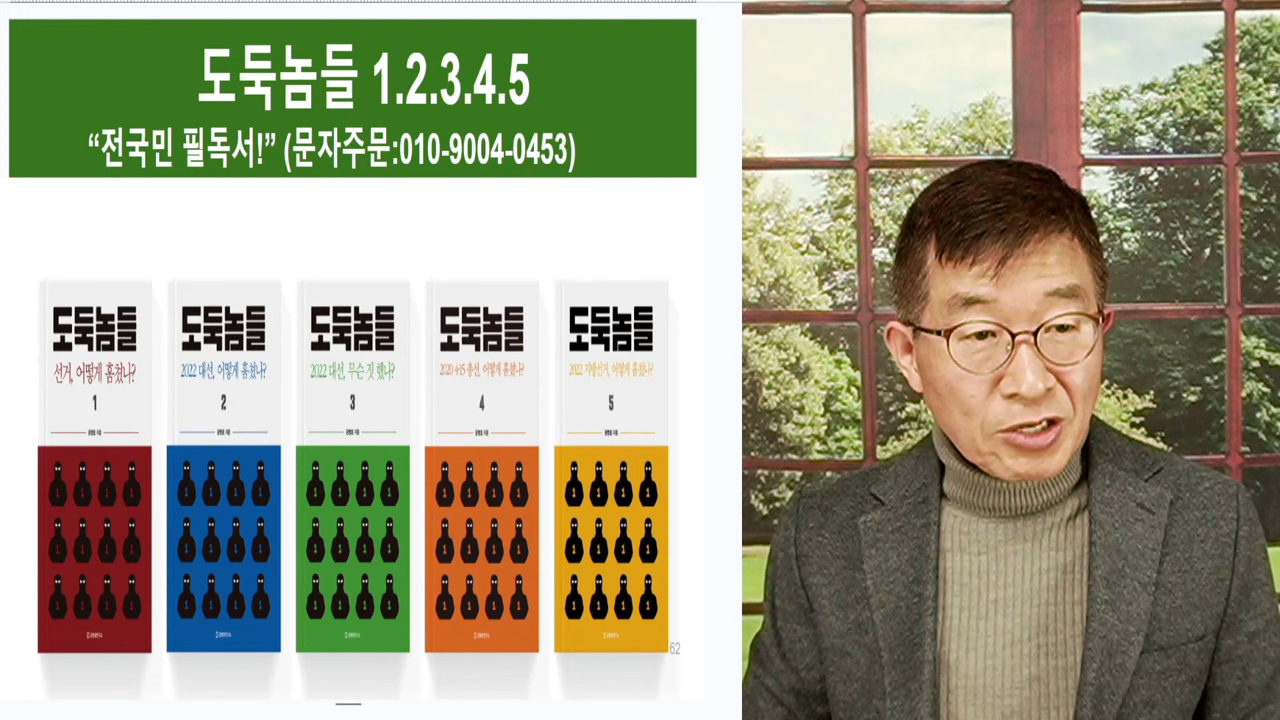 도둑놈들 1.2.3.4.5
“전국민 필독서!” (문자주문:010-9004-0453)
도둑놈들
선거, 어떻게 훔쳤나?
1
도둑놈들
2022 대선, 어떻게 훔쳤나?
2
도둑놈들
2022 대선, 무슨 짓 했나?
3
도둑놈들
2020 4·15 총선, 어떻게 훔쳤나?
4
도둑놈들
2022 지방선거, 어떻게 훔쳤나?
5
62